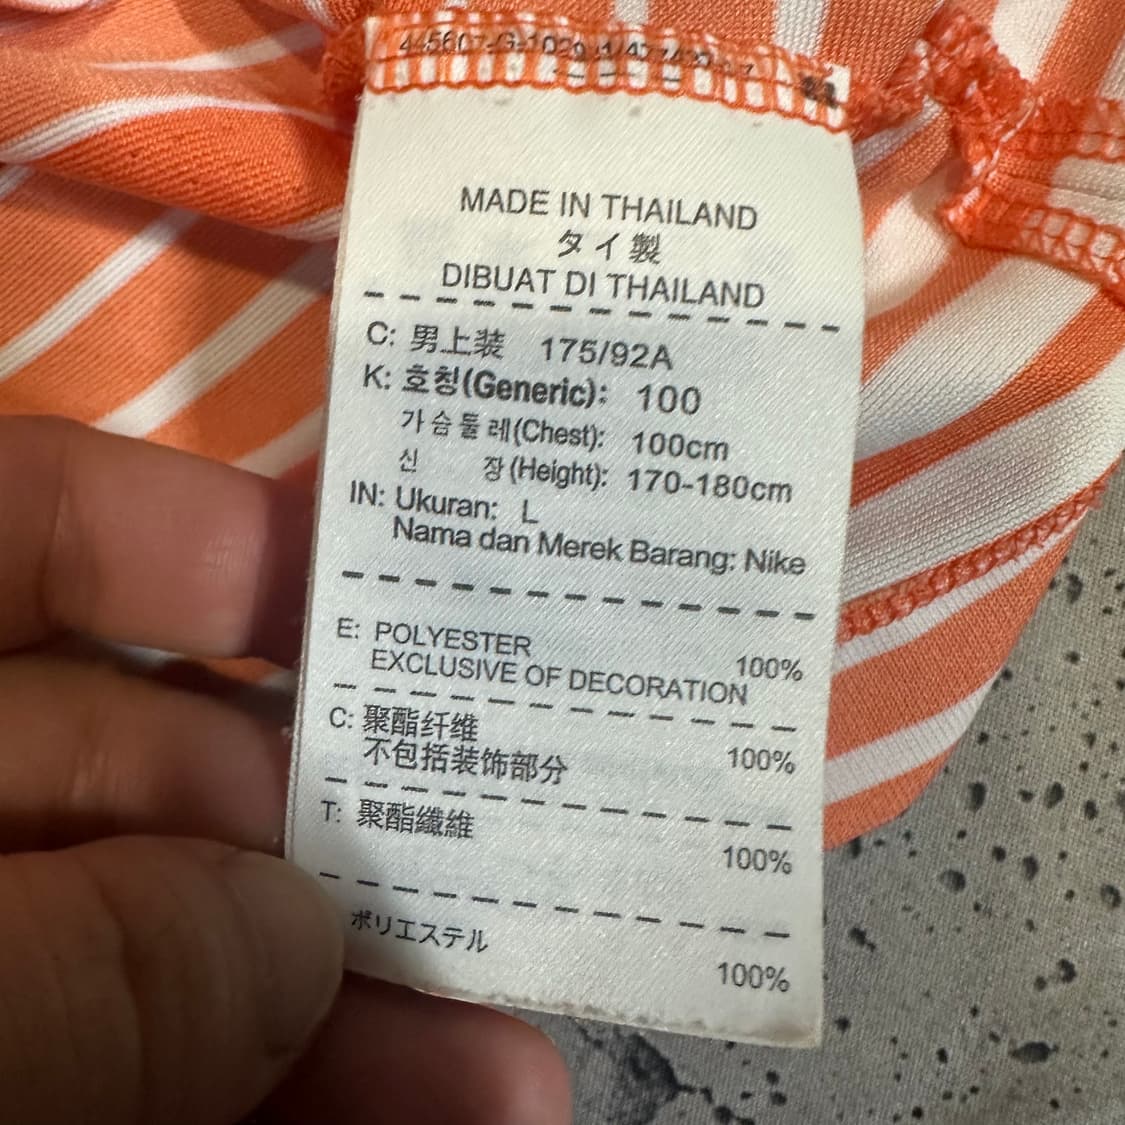 MADE IN THAILAND
タイ製
DIBUAT DI THAILAND
C: 男上装 175/92A
K: 호칭(Generic): 100
가슴둘레(Chest): 100cm
신 장(Height): 170-180cm
IN: Ukuran: L
Nama dan Merek Barang: Nike
E: POLYESTER 100%
EXCLUSIVE OF DECORATION
C: 聚酯纤维 100%
不包括装饰部分
T: 聚酯纖維 100%
ポリエステル 100%